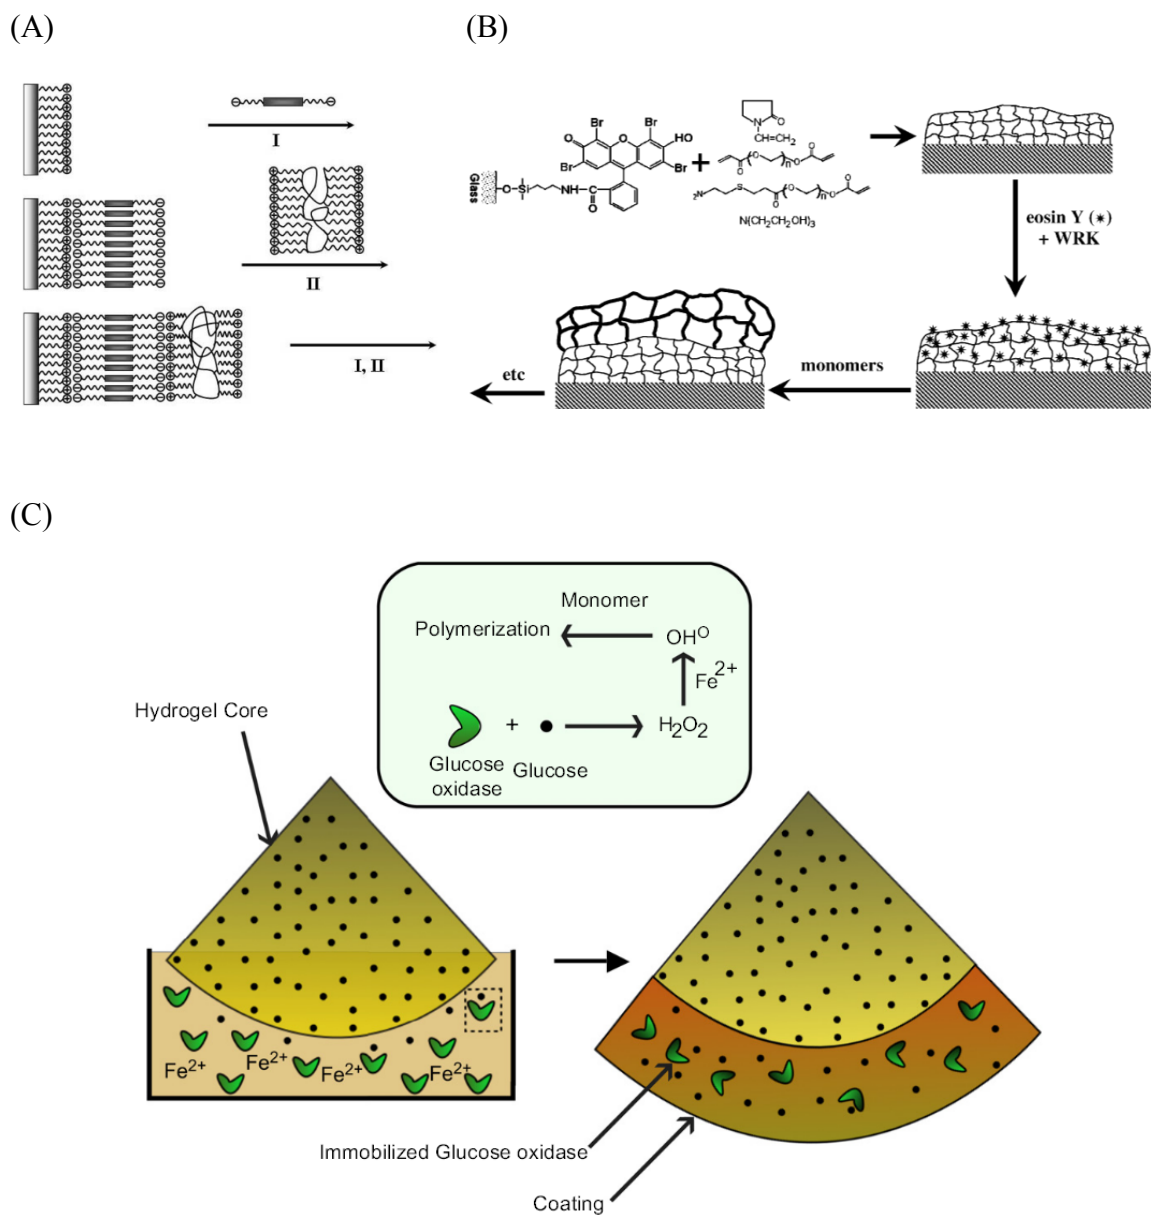 (A)
(B)
I
II
I, II
Br
Br
O
O
HO
Br
Br
Glass
O
Si
NH
C
O
+
N
O
C=CH₂
O
O
n
O
O
N₂
S
O
O
n
O
O
N(CH₂CH₂OH)₃
eosin Y (*)
+ WRK
monomers
etc
(C)
Monomer
Polymerization
OH°
Fe2+
+
H₂O₂
Glucose
oxidase
Glucose
Hydrogel Core
Fe²⁺
Fe²⁺
Fe²⁺
Fe²⁺
Immobilized Glucose oxidase
Coating